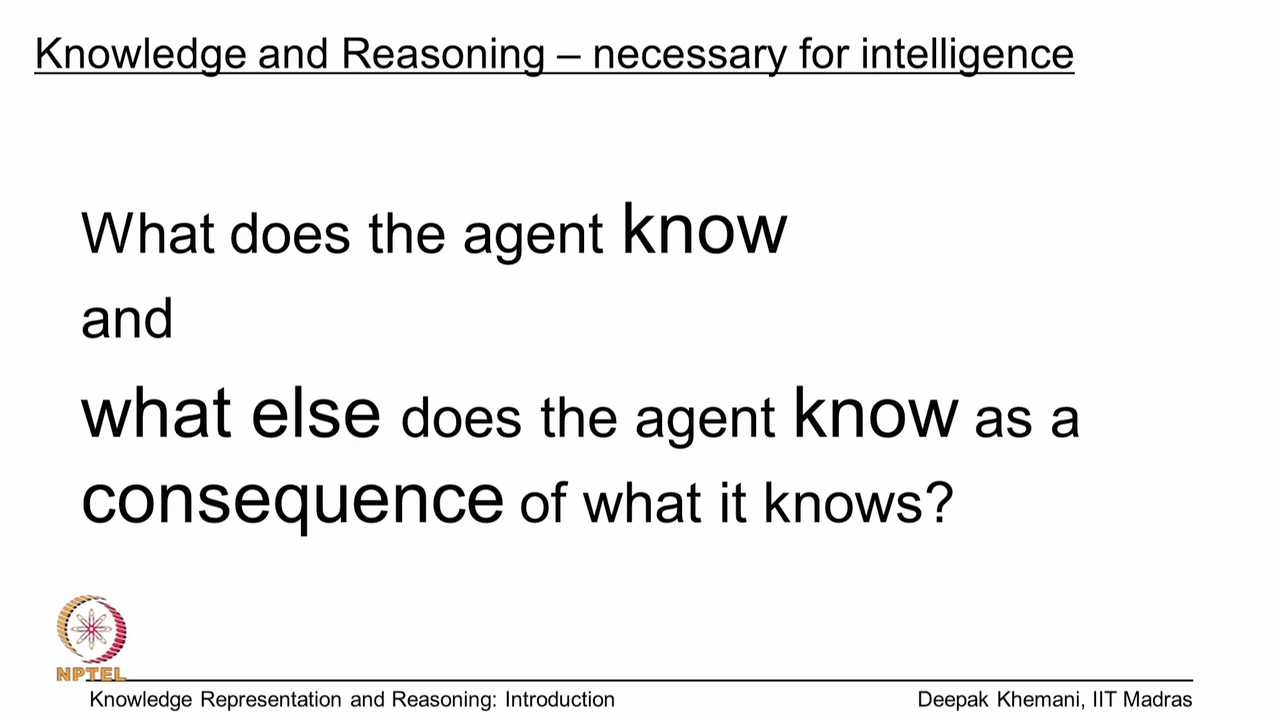 Knowledge and Reasoning – necessary for intelligence
What does the agent know
and
what else does the agent know as a
consequence of what it knows?
NPTEL
Knowledge Representation and Reasoning: Introduction
Deepak Khemani, IIT Madras